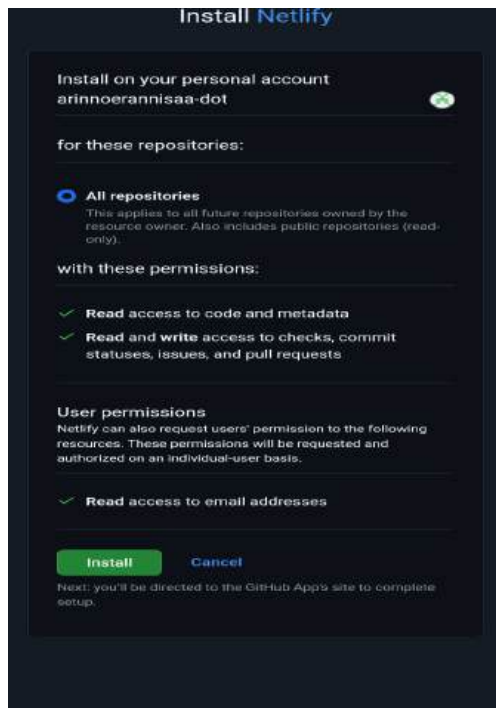 Install Netlify
Install on your personal account
arinnoerannisaa-dot
for these repositories:
All repositories
This applies to all future repositories owned by the
resource owner. Also includes public repositories (read-
only).
with these permissions:
Read access to code and metadata
Read and write access to checks, commit
statuses, issues, and pull requests
User permissions
Netlify can also request users' permission to the following
resources. These permissions will be requested and
authorized on an individual-user basis.
Read access to email addresses
Install Cancel
Next: you'll be directed to the GitHub App's site to complete
setup.